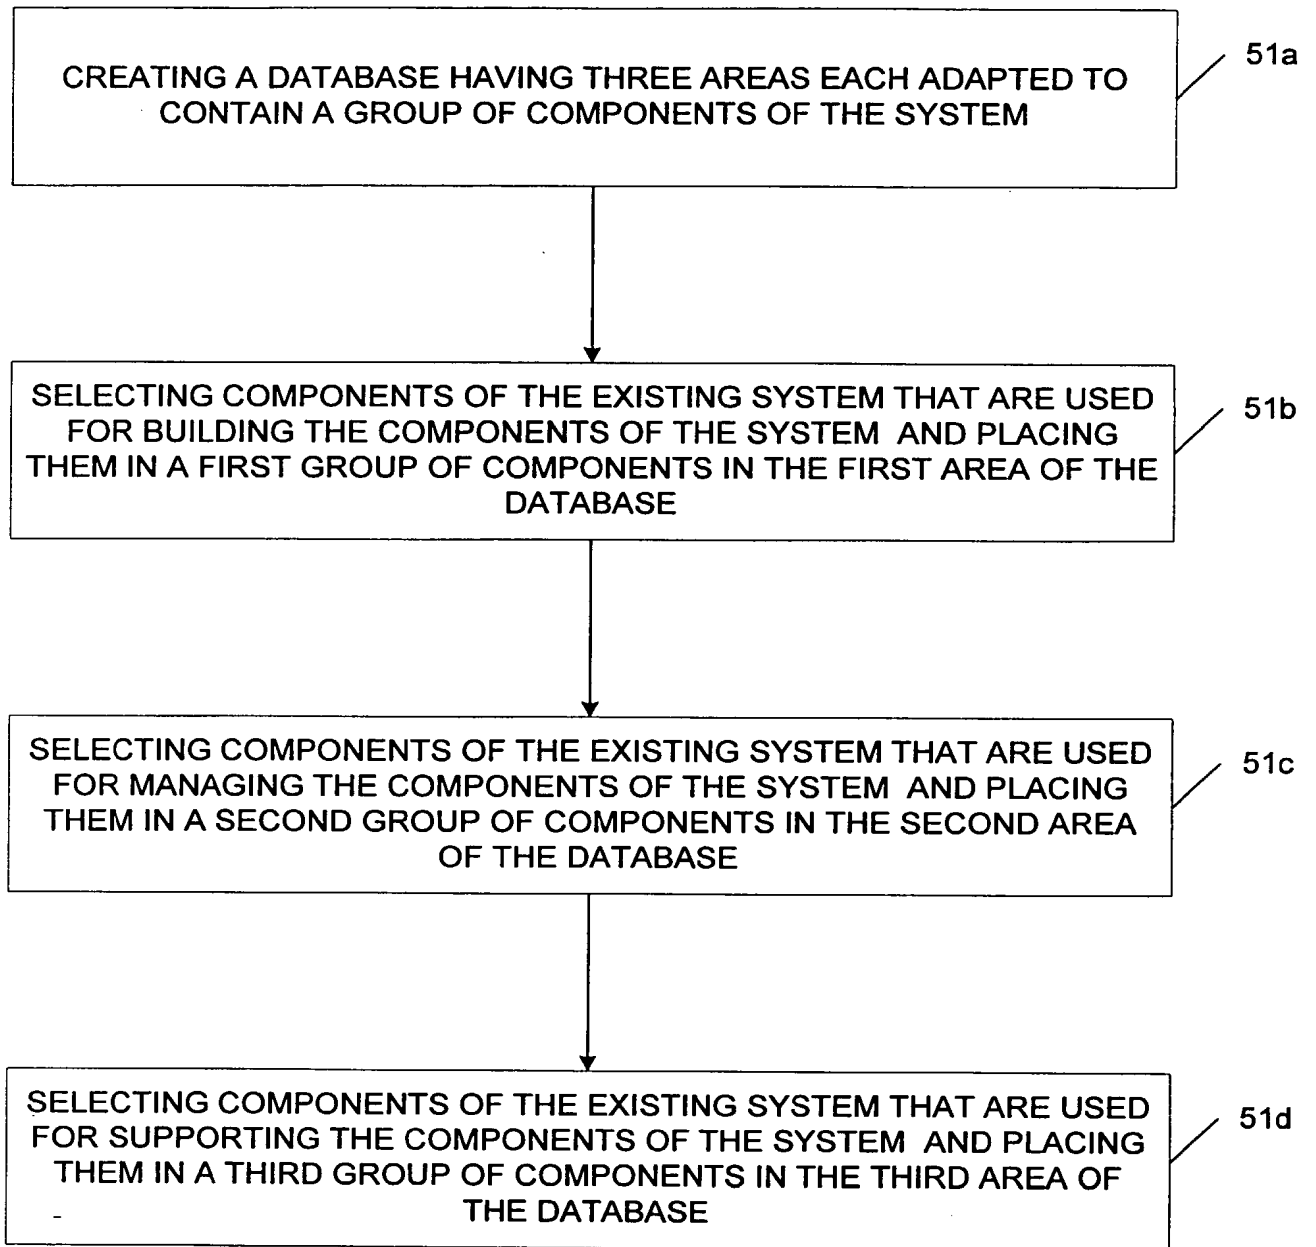 CREATING A DATABASE HAVING THREE AREAS EACH ADAPTED TO
CONTAIN A GROUP OF COMPONENTS OF THE SYSTEM
51a
SELECTING COMPONENTS OF THE EXISTING SYSTEM THAT ARE USED
FOR BUILDING THE COMPONENTS OF THE SYSTEM AND PLACING
THEM IN A FIRST GROUP OF COMPONENTS IN THE FIRST AREA OF THE
DATABASE
51b
SELECTING COMPONENTS OF THE EXISTING SYSTEM THAT ARE USED
FOR MANAGING THE COMPONENTS OF THE SYSTEM AND PLACING
THEM IN A SECOND GROUP OF COMPONENTS IN THE SECOND AREA
OF THE DATABASE
51c
SELECTING COMPONENTS OF THE EXISTING SYSTEM THAT ARE USED
FOR SUPPORTING THE COMPONENTS OF THE SYSTEM AND PLACING
THEM IN A THIRD GROUP OF COMPONENTS IN THE THIRD AREA OF
THE DATABASE
51d